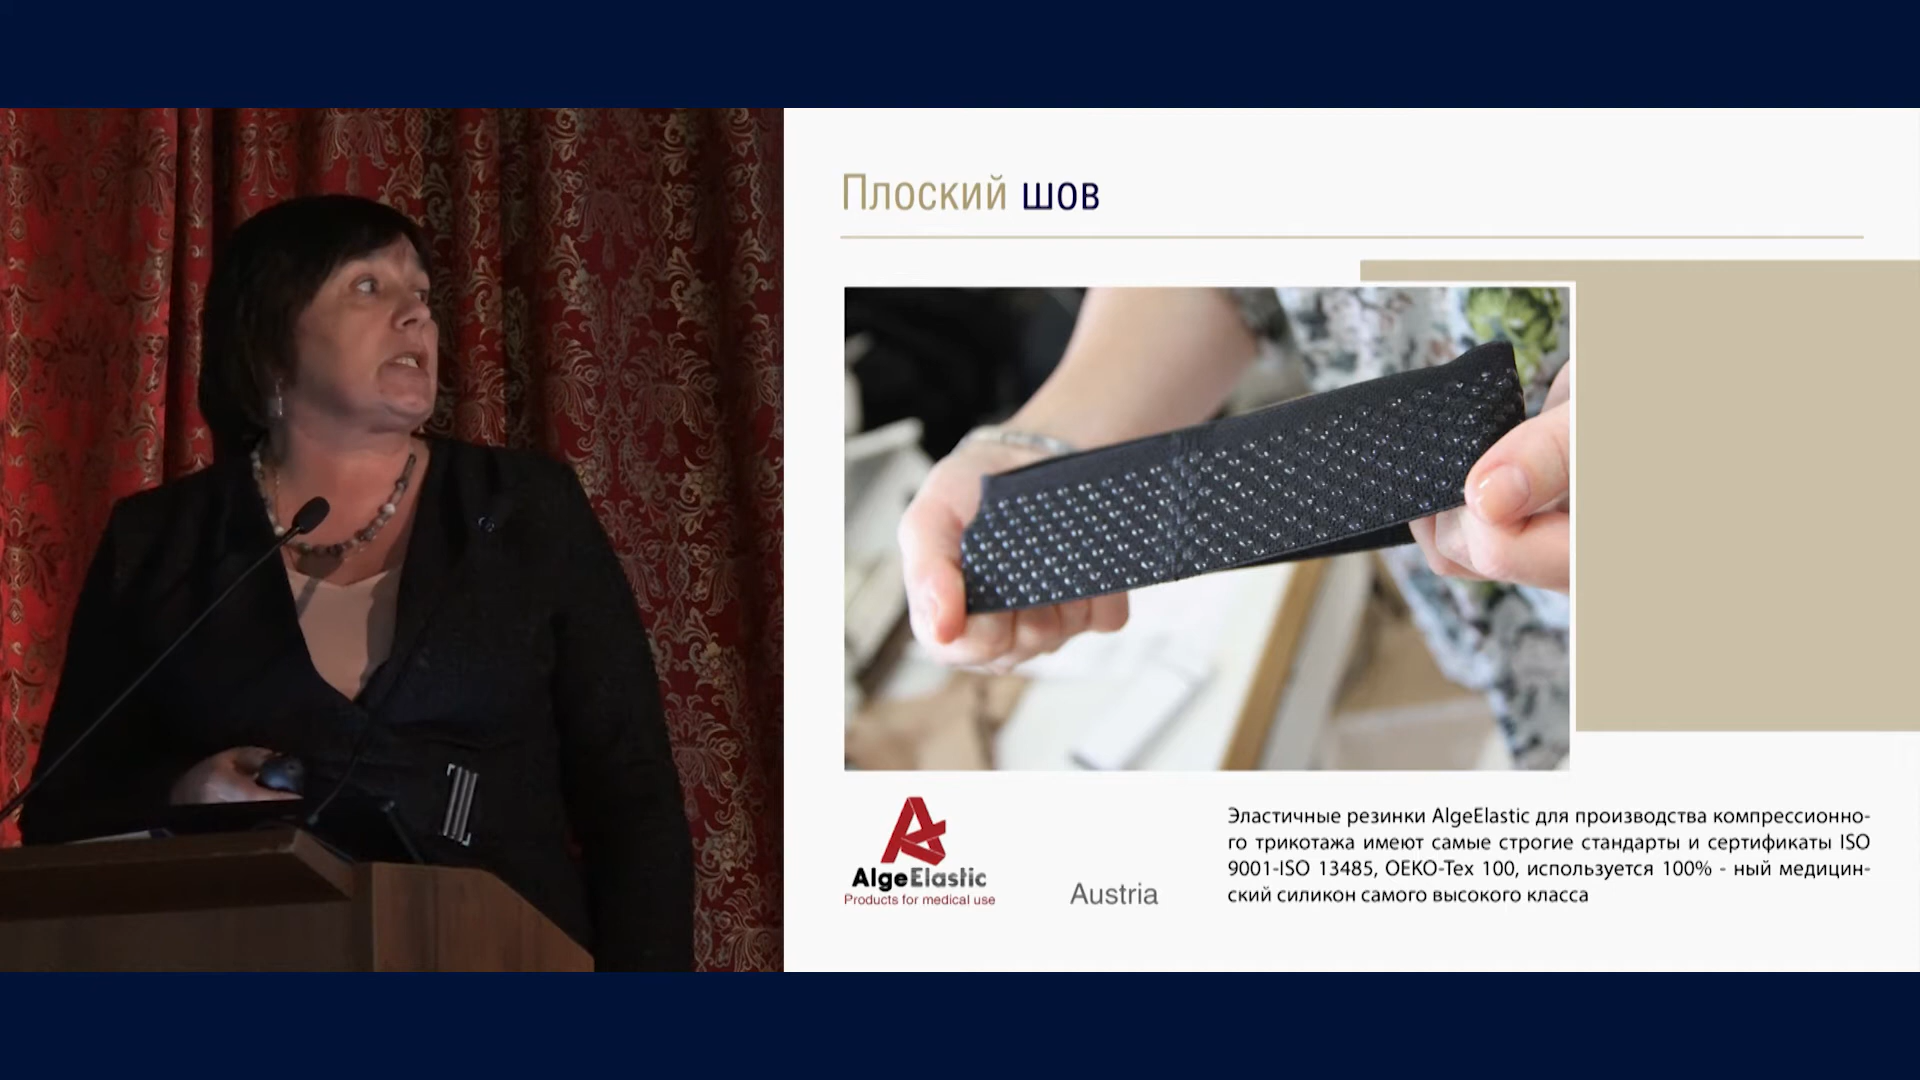 Плоский шов
AlgeElastic
Products for medical use
Austria
Эластичные резинки AlgeElastic для производства компрессионно-
го трикотажа имеют самые строгие стандарты и сертификаты ISO
9001-ISO 13485, OEKO-Tex 100, используется 100% - ный медицин-
ский силикон самого высокого класса